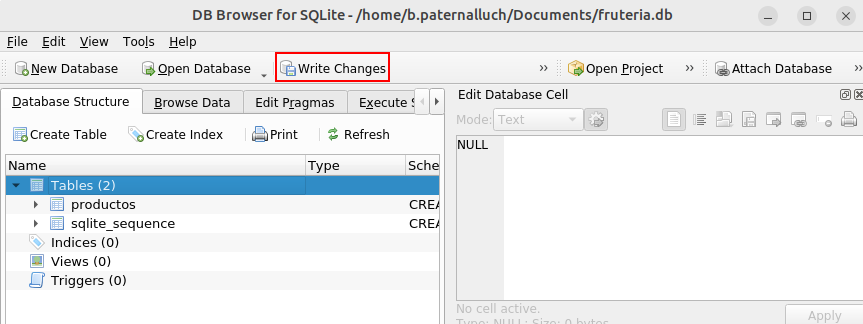 DB Browser for SQLite - /home/b.paternalluch/Documents/fruteria.db
File Edit View Tools Help
New Database Open Database Write Changes » Open Project » Attach Database »
Database Structure Browse Data Edit Pragmas Execute S
Create Table Create Index Print Refresh
Name Type Sche
Tables (2)
productos CREA
sqlite_sequence CREA
Indices (0)
Views (0)
Triggers (0)
Edit Database Cell
Mode: Text
NULL
No cell active.
Type: NULL; Size: 0 bytes
Apply